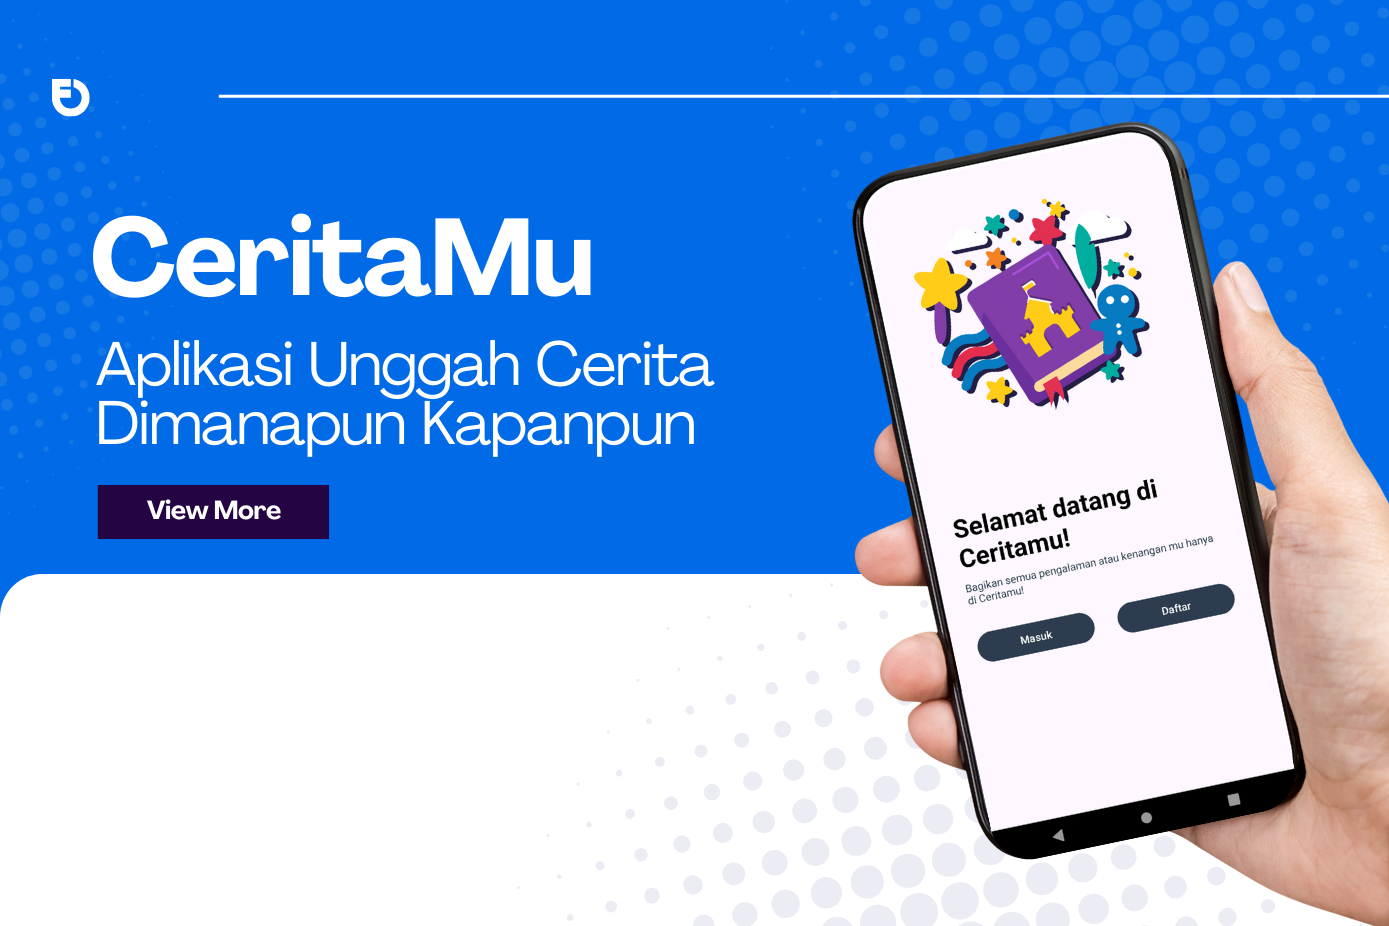 CeritaMu
Aplikasi Unggah Cerita
Dimanapun Kapanpun
View More
Selamat datang di
Ceritamu!
Bagikan semua pengalaman atau kenangan mu hanya
di Ceritamu!
Masuk
Daftar